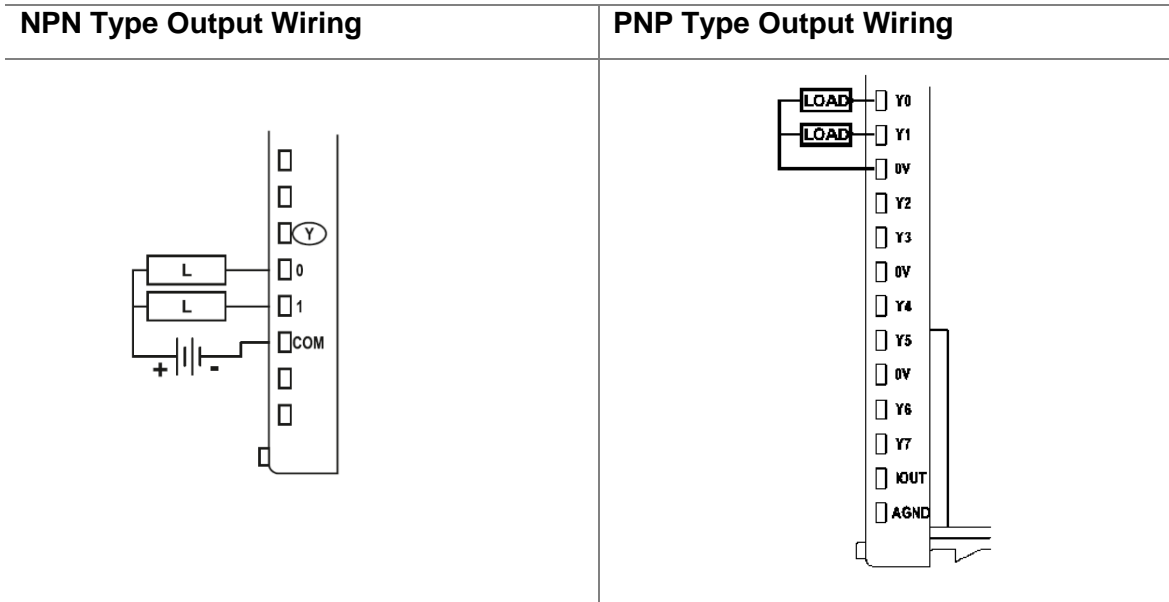 NPN Type Output Wiring
PNP Type Output Wiring
Y
L
0
L
1
COM
+
-
LOAD
Y0
LOAD
Y1
0V
Y2
Y3
0V
Y4
Y5
0V
Y6
Y7
IOUT
AGND